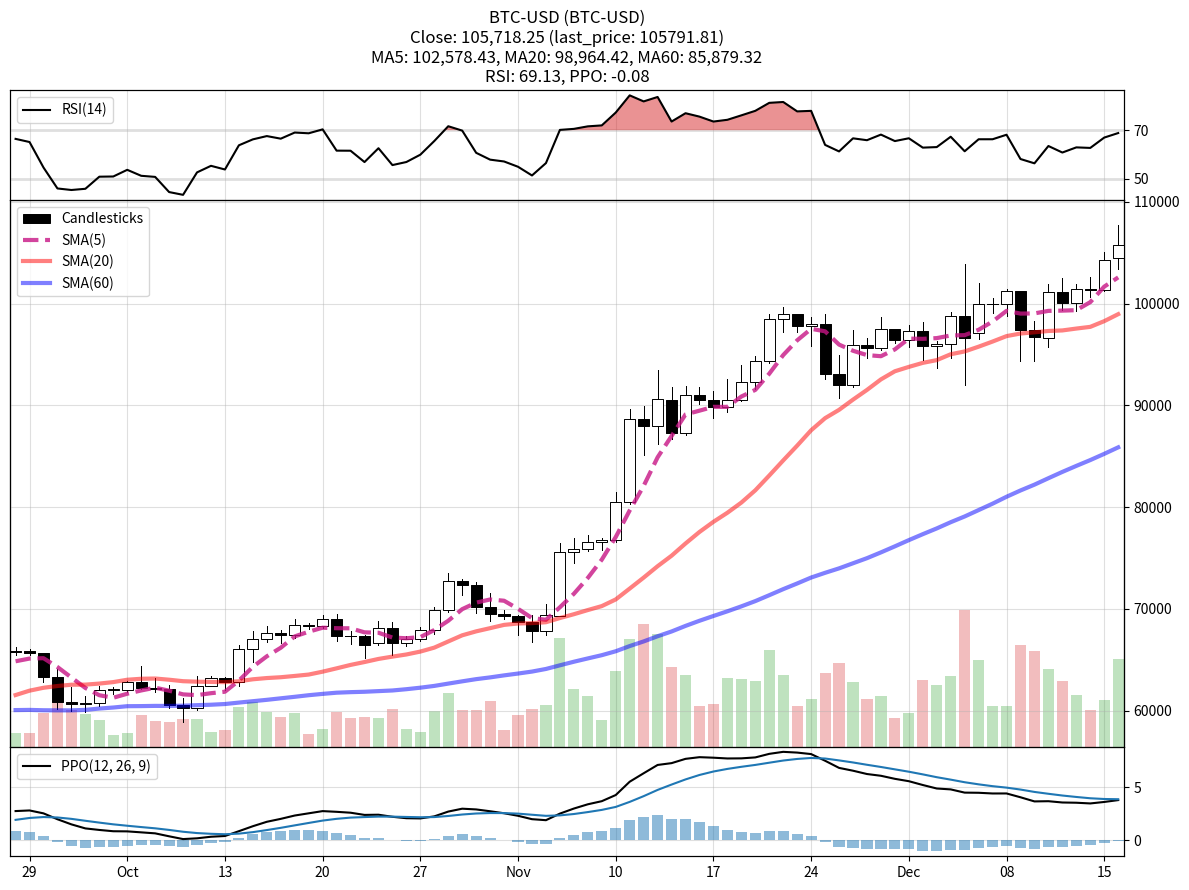 BTC-USD (BTC-USD)
Close: 105,718.25 (last_price: 105791.81)
MA5: 102,578.43, MA20: 98,964.42, MA60: 85,879.32
RSI: 69.13, PPO: -0.08
RSI(14)
70
50
Candlesticks
SMA(5)
SMA(20)
SMA(60)
110000
100000
90000
80000
70000
60000
PPO(12, 26, 9)
5
0
29 Oct 13 20 27 Nov 10 17 24 Dec 08 15